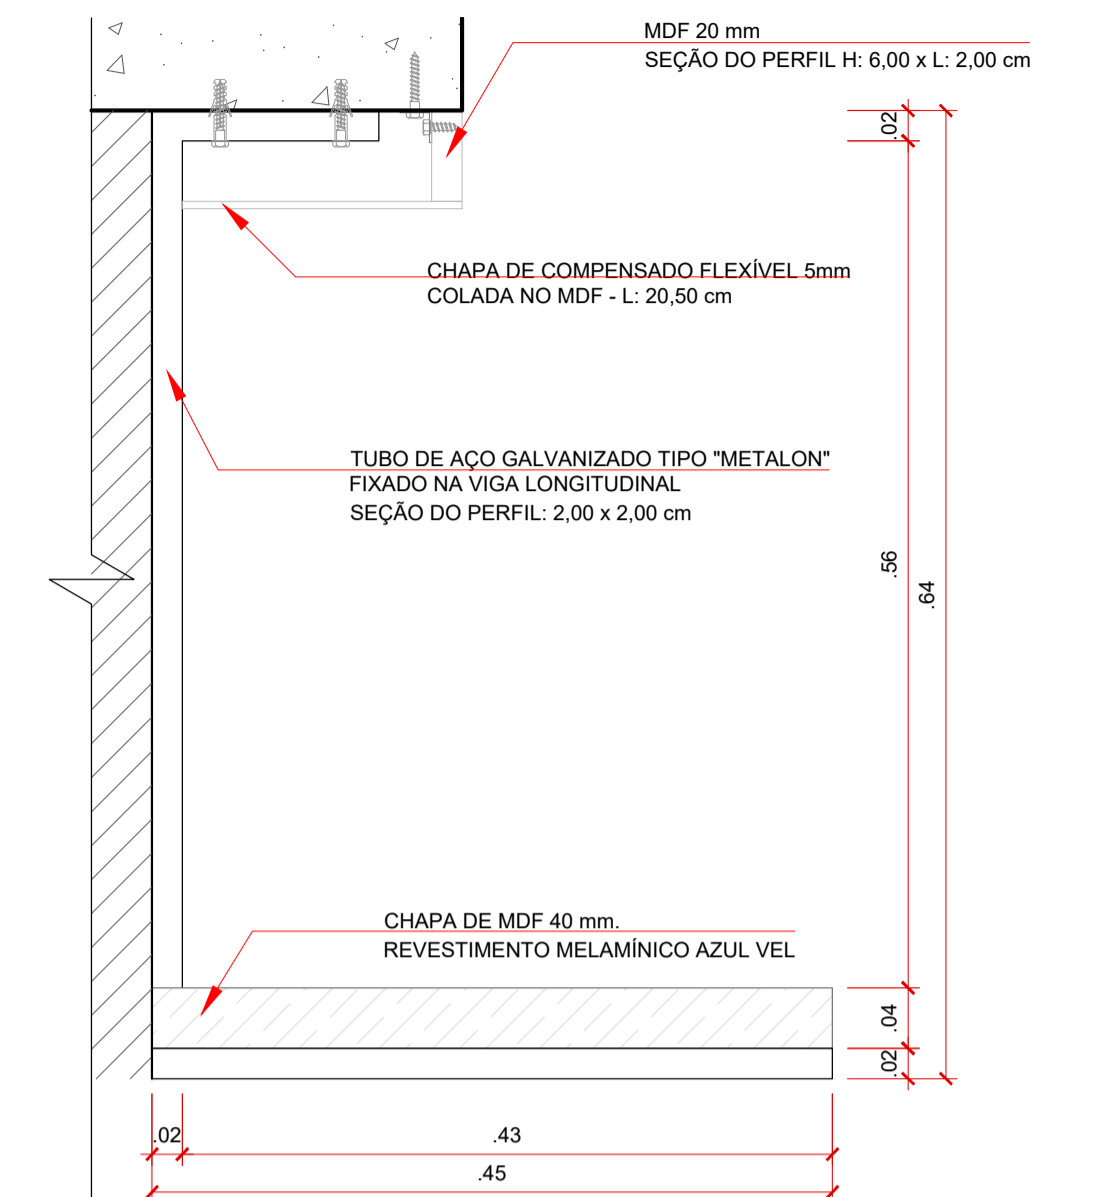 MDF 20 mm
SEÇÃO DO PERFIL H: 6,00 x L: 2,00 cm
.02
CHAPA DE COMPENSADO FLEXÍVEL 5mm
COLADA NO MDF - L: 20,50 cm
TUBO DE AÇO GALVANIZADO TIPO "METALON"
FIXADO NA VIGA LONGITUDINAL
SEÇÃO DO PERFIL: 2,00 x 2,00 cm
.56
.64
CHAPA DE MDF 40 mm.
REVESTIMENTO MELAMÍNICO AZUL VEL
.04
.02
.02
.43
.45